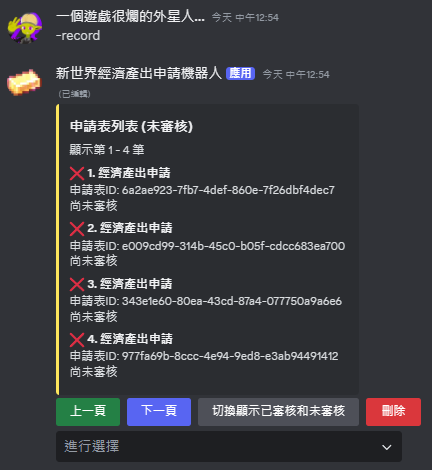 一個遊戲很爛的外星人... 今天 中午12:54
-record
新世界經濟產出申請機器人 應用 今天 中午12:54
(已編輯)
申請表列表 (未審核)
顯示第 1 - 4 筆
1. 經濟產出申請
申請表ID: 6a2ae923-7fb7-4def-860e-7f26dbf4dec7
尚未審核
2. 經濟產出申請
申請表ID: e009cd99-314b-45c0-b05f-cdcc683ea700
尚未審核
3. 經濟產出申請
申請表ID: 343e1e60-80ea-43cd-87a4-077750a9a6e6
尚未審核
4. 經濟產出申請
申請表ID: 977fa69b-8ccc-4e94-9ed8-e3ab94491412
尚未審核
上一頁 下一頁 切換顯示已審核和未審核 刪除
進行選擇